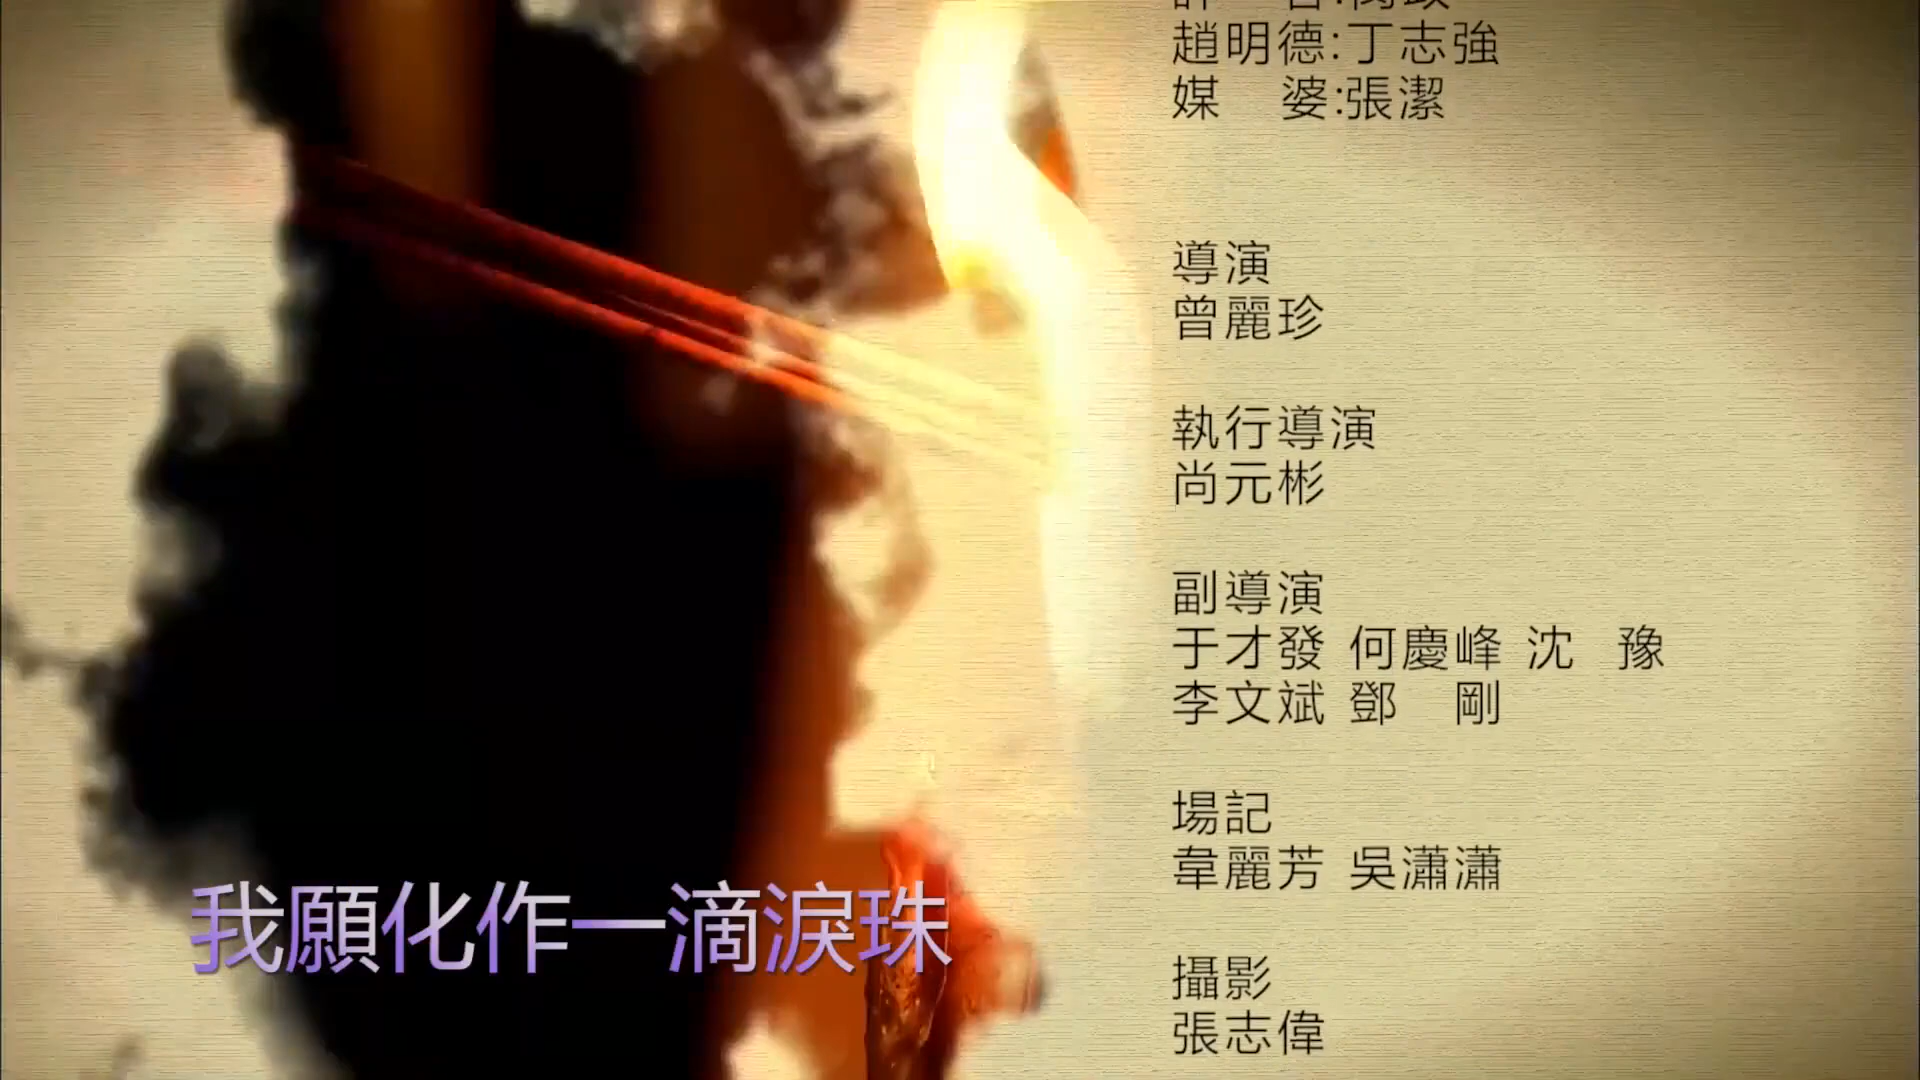 趙明德:丁志強
媒 婆:張潔
導演
曾麗珍
執行導演
尚元彬
副導演
于才發 何慶峰 沈 豫
李文斌 鄧 剛
場記
韋麗芳 吳瀟瀟
攝影
張志偉
我願化作一滴淚珠